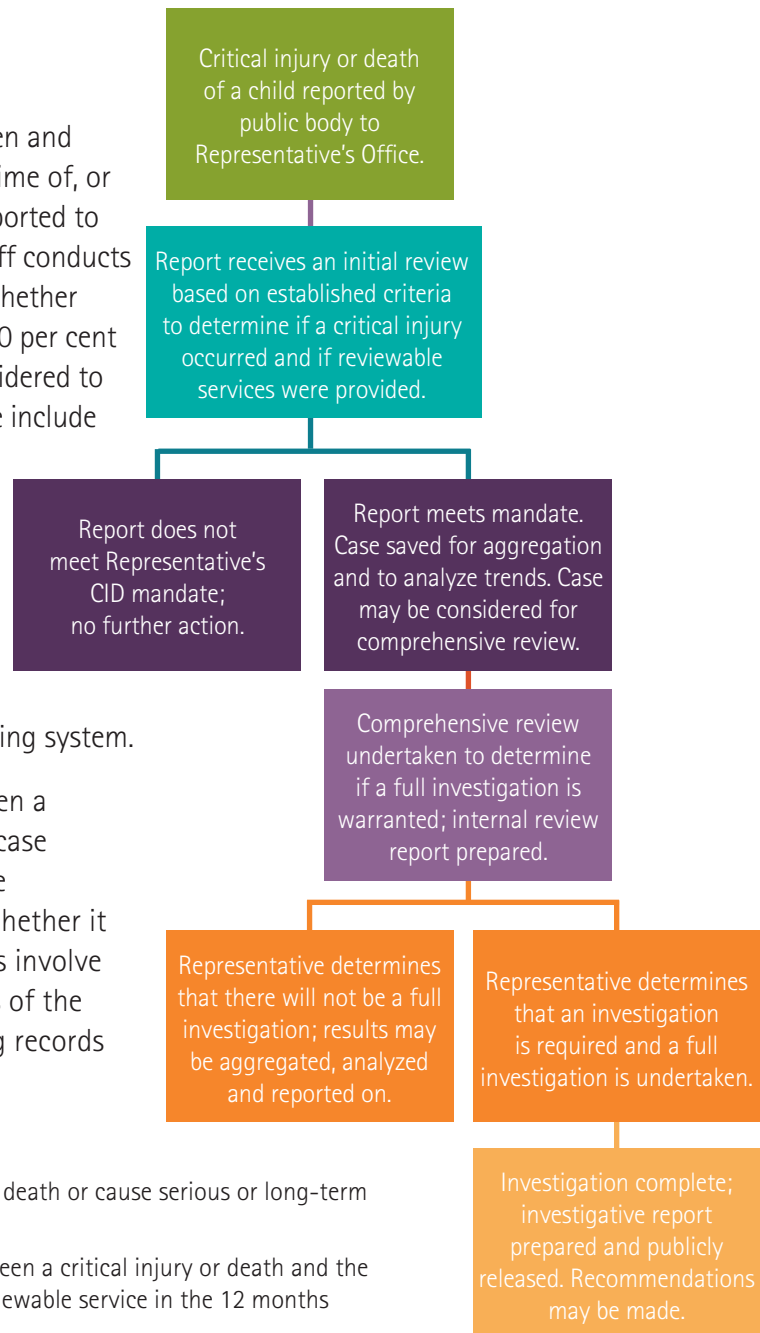 Critical injury or death
of a child reported by
public body to
Representative's Office.
en and
ime of, or
ported to
ff conducts
hether
0 per cent
sidered to
e include
Report receives an initial review
based on established criteria
to determine if a critical injury
occurred and if reviewable
services were provided.
Report does not
meet Representative's
CID mandate;
no further action.
Report meets mandate.
Case saved for aggregation
and to analyze trends. Case
may be considered for
comprehensive review.
ing system.
en a
case
e
hether it
s involve
of the
g records
Comprehensive review
undertaken to determine
if a full investigation is
warranted; internal review
report prepared.
Representative determines
that there will not be a full
investigation; results may
be aggregated, analyzed
and reported on.
Representative determines
that an investigation
is required and a full
investigation is undertaken.
Investigation complete;
investigative report
prepared and publicly
released. Recommendations
may be made.
death or cause serious or long-term
een a critical injury or death and the
iewable service in the 12 months